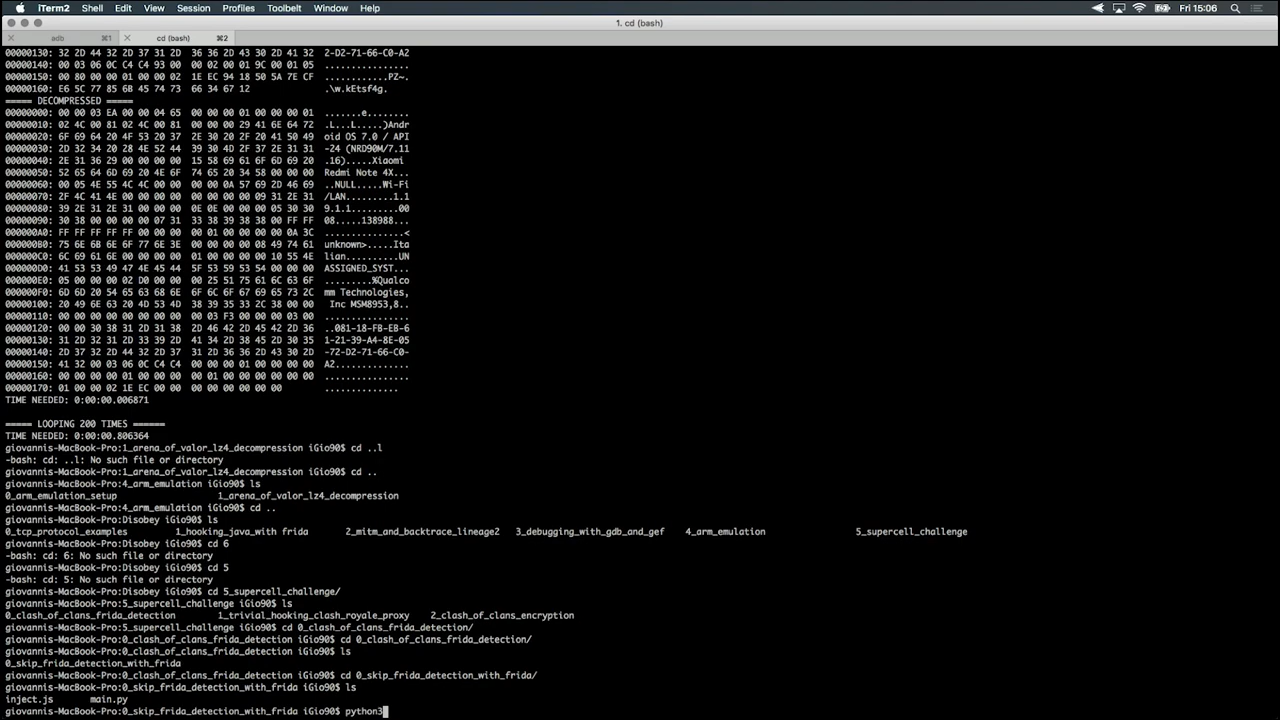 iTerm2 Shell Edit View Session Profiles Toolbelt Window Help Fri 15:06
1. cd (bash)
adb ⌘1 × cd (bash) ⌘2
00000130: 32 2D 44 32 2D 37 31 2D 36 36 2D 43 30 2D 41 32 2-D2-71-66-C0-A2
00000140: 00 03 06 0C C4 C4 93 00 00 02 00 01 9C 00 01 05 ................
00000150: 00 80 00 00 01 00 00 02 1E EC 94 18 50 5A 7E CF ............PZ~.
00000160: E6 5C 77 85 6B 45 74 73 66 34 67 12 .\w.kEtsf4g.
===== DECOMPRESSED =====
00000000: 00 00 03 EA 00 00 04 65 00 00 00 01 00 00 00 01 .......e........
00000010: 02 4C 00 81 02 4C 00 81 00 00 00 29 41 6E 64 72 .L...L.....)Andr
00000020: 6F 69 64 20 4F 53 20 37 2E 30 20 2F 20 41 50 49 oid OS 7.0 / API
00000030: 2D 32 34 20 28 4E 52 44 39 30 4D 2F 37 2E 31 31 -24 (NRD90M/7.11
00000040: 2E 31 36 29 00 00 00 00 15 58 69 61 6F 6D 69 20 .16).....Xiaomi
00000050: 52 65 64 6D 69 20 4E 6F 74 65 20 34 58 00 00 00 Redmi Note 4X...
00000060: 00 05 4E 55 4C 4C 00 00 00 0A 57 69 2D 46 69 ..NULL.....Wi-Fi
00000070: 2F 4C 41 4E 00 00 00 00 00 00 09 31 2E 31 /LAN.........1.1
00000080: 39 2E 31 2E 31 00 00 00 0E 0E 00 00 05 30 30 9.1.1.........00
00000090: 30 38 00 00 00 00 07 31 33 38 39 38 38 00 FF FF 08.....138988...
000000A0: FF FF FF FF FF 00 00 00 01 00 00 00 0A 3C ...............<
000000B0: 75 6E 6B 6E 6F 77 6E 3E 00 00 00 00 08 49 74 61 unknown>.....Ita
000000C0: 6C 69 61 6E 00 00 00 00 00 00 10 55 4E lian......UN
000000D0: 41 53 53 49 47 4E 45 44 5F 53 59 53 54 00 00 00 ASSIGNED_SYST...
000000E0: 05 00 00 00 02 D0 00 00 00 25 51 75 61 6C 63 6F .........%Qualco
000000F0: 6D 6D 20 54 65 63 68 6E 6F 6C 6F 67 69 65 73 2C mm Technologies,
00000100: 20 49 6E 63 20 4D 53 4D 38 39 35 33 2C 38 00 00 Inc MSM8953,8..
00000110: 00 00 00 00 00 00 00 00 00 03 F3 00 00 00 03 00 ................
00000120: 00 00 30 38 31 2D 31 38 2D 46 42 2D 45 42 2D 36 ..081-18-FB-EB-6
00000130: 31 2D 32 31 2D 33 39 2D 41 34 2D 38 45 2D 30 35 1-21-39-A4-8E-05
00000140: 2D 37 32 2D 44 32 2D 37 31 2D 36 36 2D 43 30 2D -72-D2-71-66-C0-
00000150: 41 32 00 03 06 0C C4 C4 00 00 00 01 00 00 00 00 A2..............
00000160: 00 00 00 00 00 00 00 00 00 01 00 00 00 00 00 00 ................
00000170: 01 00 00 02 1E EC 00 00 00 00 00 00 00 00 ..............
TIME NEEDED: 0:00:00.006871
===== LOOPING 200 TIMES ======
TIME NEEDED: 0:00:00.806364
giovannis-MacBook-Pro:1_arena_of_valor_lz4_decompression iGio90$ cd ..l
-bash: cd: ..l: No such file or directory
giovannis-MacBook-Pro:1_arena_of_valor_lz4_decompression iGio90$ cd ..
giovannis-MacBook-Pro:4_arm_emulation iGio90$ ls
0_arm_emulation_setup 1_arena_of_valor_lz4_decompression
giovannis-MacBook-Pro:4_arm_emulation iGio90$ cd ..
giovannis-MacBook-Pro:Disobey iGio90$ ls
0_tcp_protocol_examples 1_hooking_java_with frida 2_mitm_and_backtrace_lineage2 3_debugging_with_gdb_and_gef 4_arm_emulation 5_supercell_challenge
giovannis-MacBook-Pro:Disobey iGio90$ cd 6
-bash: cd: 6: No such file or directory
giovannis-MacBook-Pro:Disobey iGio90$ cd 5
-bash: cd: 5: No such file or directory
giovannis-MacBook-Pro:Disobey iGio90$ cd 5_supercell_challenge/
giovannis-MacBook-Pro:5_supercell_challenge iGio90$ ls
0_clash_of_clans_frida_detection 1_trivial_hooking_clash_royale_proxy 2_clash_of_clans_encryption
giovannis-MacBook-Pro:5_supercell_challenge iGio90$ cd 0_clash_of_clans_frida_detection/
giovannis-MacBook-Pro:0_clash_of_clans_frida_detection iGio90$ cd 0_clash_of_clans_frida_detection/
giovannis-MacBook-Pro:0_clash_of_clans_frida_detection iGio90$ ls
0_skip_frida_detection_with_frida
giovannis-MacBook-Pro:0_clash_of_clans_frida_detection iGio90$ cd 0_skip_frida_detection_with_frida/
giovannis-MacBook-Pro:0_skip_frida_detection_with_frida iGio90$ ls
inject.js main.py
giovannis-MacBook-Pro:0_skip_frida_detection_with_frida iGio90$ python3